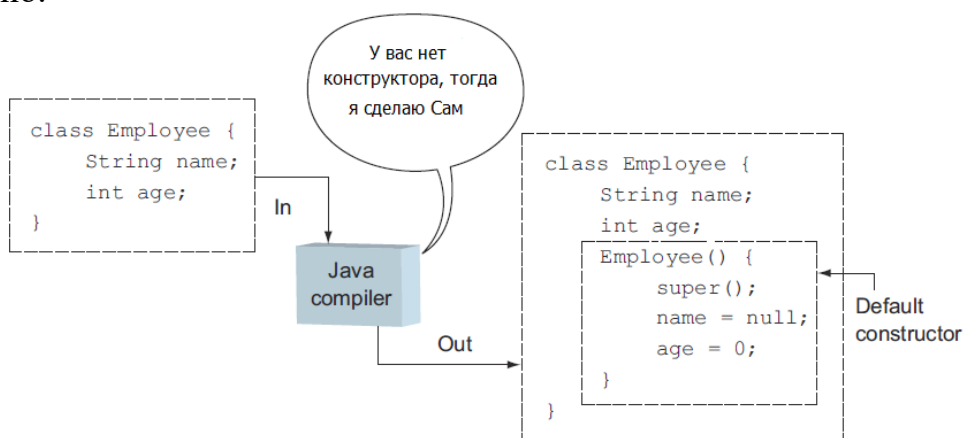 У вас нет
конструктора, тогда
я сделаю Сам
class Employee {
String name;
int age;
}
In
Java
compiler
Out
class Employee {
String name;
int age;
Employee() {
super();
name = null;
age = 0;
}
}
Default
constructor